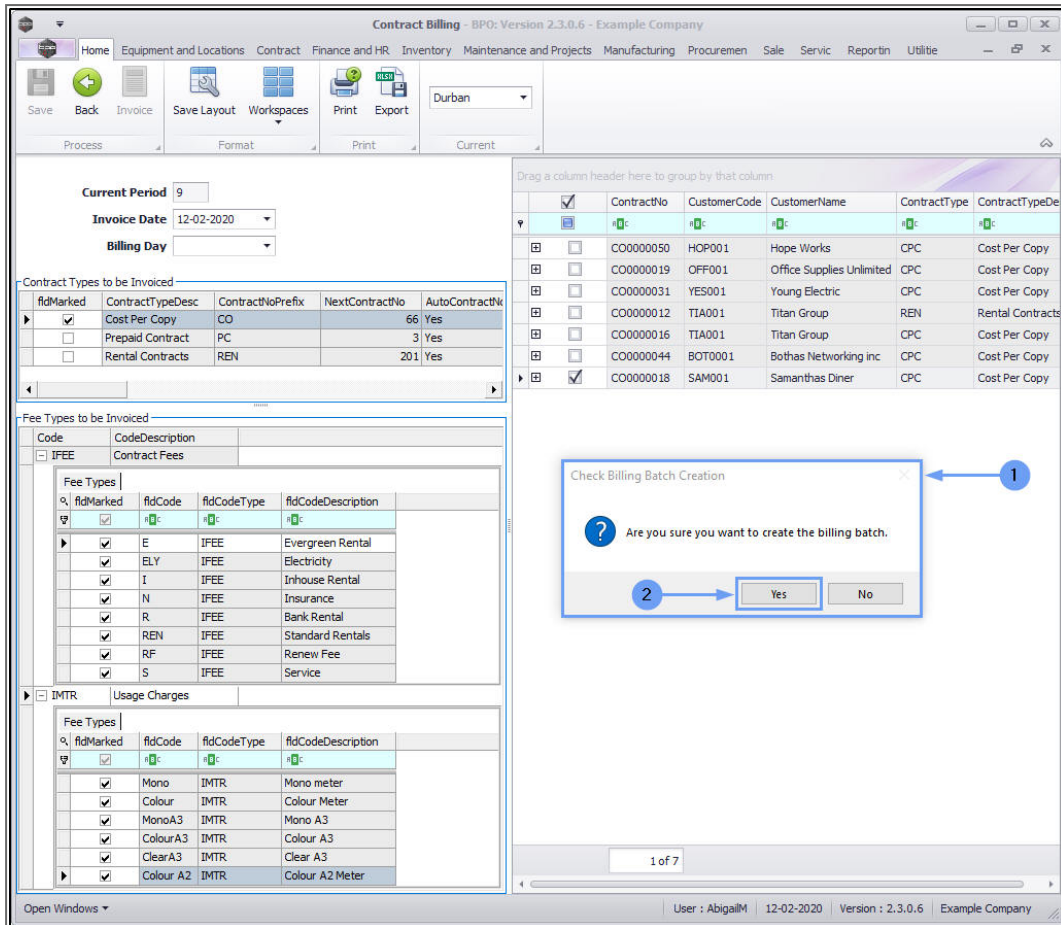 Contract Billing - BPO: Version 2.3.0.6 - Example Company
Home Equipment and Locations Contract Finance and HR Inventory Maintenance and Projects Manufacturing Procuremen Sale Servic Reportin Utilitie
Save Back Invoice Save Layout Workspaces Print Export Durban
Process Format Print Current
Current Period 9
Invoice Date 12-02-2020
Billing Day
Contract Types to be Invoiced
fldMarked ContractTypeDesc ContractNoPrefix NextContractNo AutoContractNo
Cost Per Copy CO 66 Yes
Prepaid Contract PC 3 Yes
Rental Contracts REN 201 Yes
Fee Types to be Invoiced
Code CodeDescription
IFEE Contract Fees
Fee Types
fldMarked fldCode fldCodeType fldCodeDescription
E IFEE Evergreen Rental
ELY IFEE Electricity
I IFEE Inhouse Rental
N IFEE Insurance
R IFEE Bank Rental
REN IFEE Standard Rentals
RF IFEE Renew Fee
S IFEE Service
IMTR Usage Charges
Fee Types
fldMarked fldCode fldCodeType fldCodeDescription
Mono IMTR Mono meter
Colour IMTR Colour Meter
MonoA3 IMTR Mono A3
ColourA3 IMTR Colour A3
ClearA3 IMTR Clear A3
Colour A2 IMTR Colour A2 Meter
Drag a column header here to group by that column
ContractNo CustomerCode CustomerName ContractType ContractTypeDe
CO0000050 HOP001 Hope Works CPC Cost Per Copy
CO0000019 OFF001 Office Supplies Unlimited CPC Cost Per Copy
CO0000031 YES001 Young Electric CPC Cost Per Copy
CO0000012 TIA001 Titan Group REN Rental Contracts
CO0000016 TIA001 Titan Group CPC Cost Per Copy
CO0000044 BOT0001 Bothas Networking inc CPC Cost Per Copy
CO0000018 SAM001 Samanthas Diner CPC Cost Per Copy
Check Billing Batch Creation
1
Are you sure you want to create the billing batch.
2
Yes No
1 of 7
Open Windows User : AbigailM 12-02-2020 Version : 2.3.0.6 Example Company